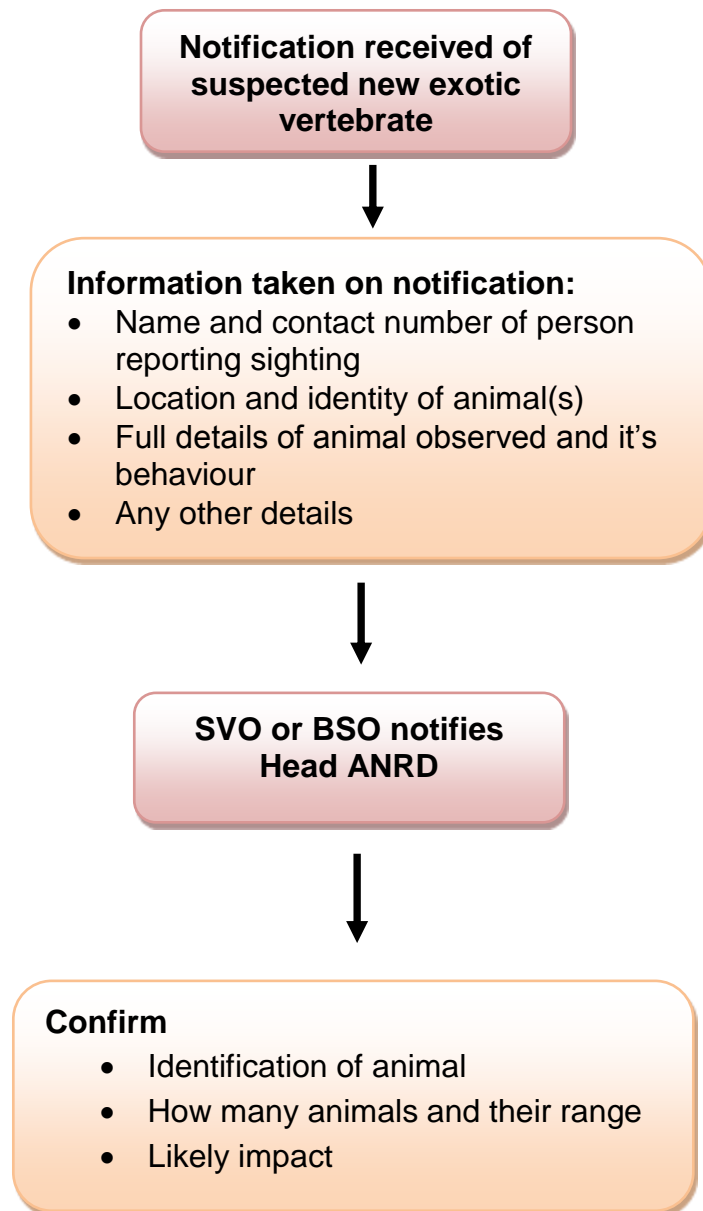 Notification received of
suspected new exotic
vertebrate
Information taken on notification:
• Name and contact number of person
reporting sighting
• Location and identity of animal(s)
• Full details of animal observed and it's
behaviour
• Any other details
SVO or BSO notifies
Head ANRD
Confirm
• Identification of animal
• How many animals and their range
• Likely impact